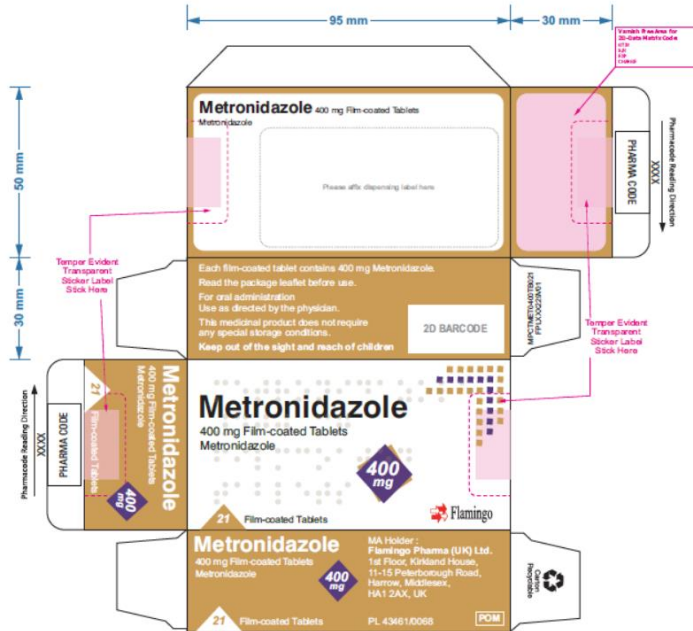 95 mm
30 mm
Varnish Free Area for
2D-Data Matrix Code
50 mm
Metronidazole 400 mg Film-coated Tablets
Metronidazole
Please affix dispensing label here
PHARMA CODE
XXXX
Pharmacode Reading Direction
Temper Evident
Transparent
Sticker Label
Stick Here
30 mm
Each film-coated tablet contains 400 mg Metronidazole.
Read the package leaflet before use.
For oral administration
Use as directed by the physician.
This medicinal product does not require
any special storage conditions.
Keep out of the sight and reach of children
2D BARCODE
Temper Evident
Transparent
Sticker Label
Stick Here
Pharmacode Reading Direction
XXXX
PHARMA CODE
Metronidazole
400 mg Film-coated Tablets
Metronidazole
21 Film-coated Tablets
400
mg
Metronidazole
400 mg Film-coated Tablets
Metronidazole
400
mg
21 Film-coated Tablets
Flamingo
Metronidazole
400 mg Film-coated Tablets
Metronidazole
400
mg
21 Film-coated Tablets
MA Holder :
Flamingo Pharma (UK) Ltd.
1st Floor, Kirkland House,
11-15 Peterborough Road,
Harrow, Middlesex,
HA1 2AX, UK
PL 43461/0068
POM
Carton
Recyclable